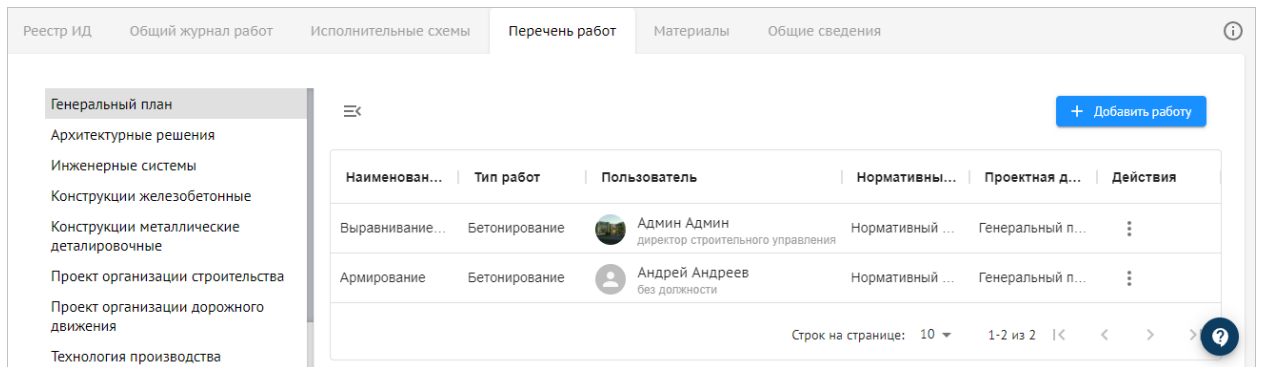 Реестр ИД Общий журнал работ Исполнительные схемы Перечень работ Материалы Общие сведения
Генеральный план
Архитектурные решения
Инженерные системы
Конструкции железобетонные
Конструкции металлические
деталировочные
Проект организации строительства
Проект организации дорожного
движения
Технология производства
+ Добавить работу
Наименован... Тип работ Пользователь Нормативны... Проектная д... Действия
Выравнивание... Бетонирование Админ Админ Нормативный ... Генеральный п...
директор строительного управления
Армирование Бетонирование Андрей Андреев Нормативный ... Генеральный п...
без должности
Строк на странице: 10 1-2 из 2